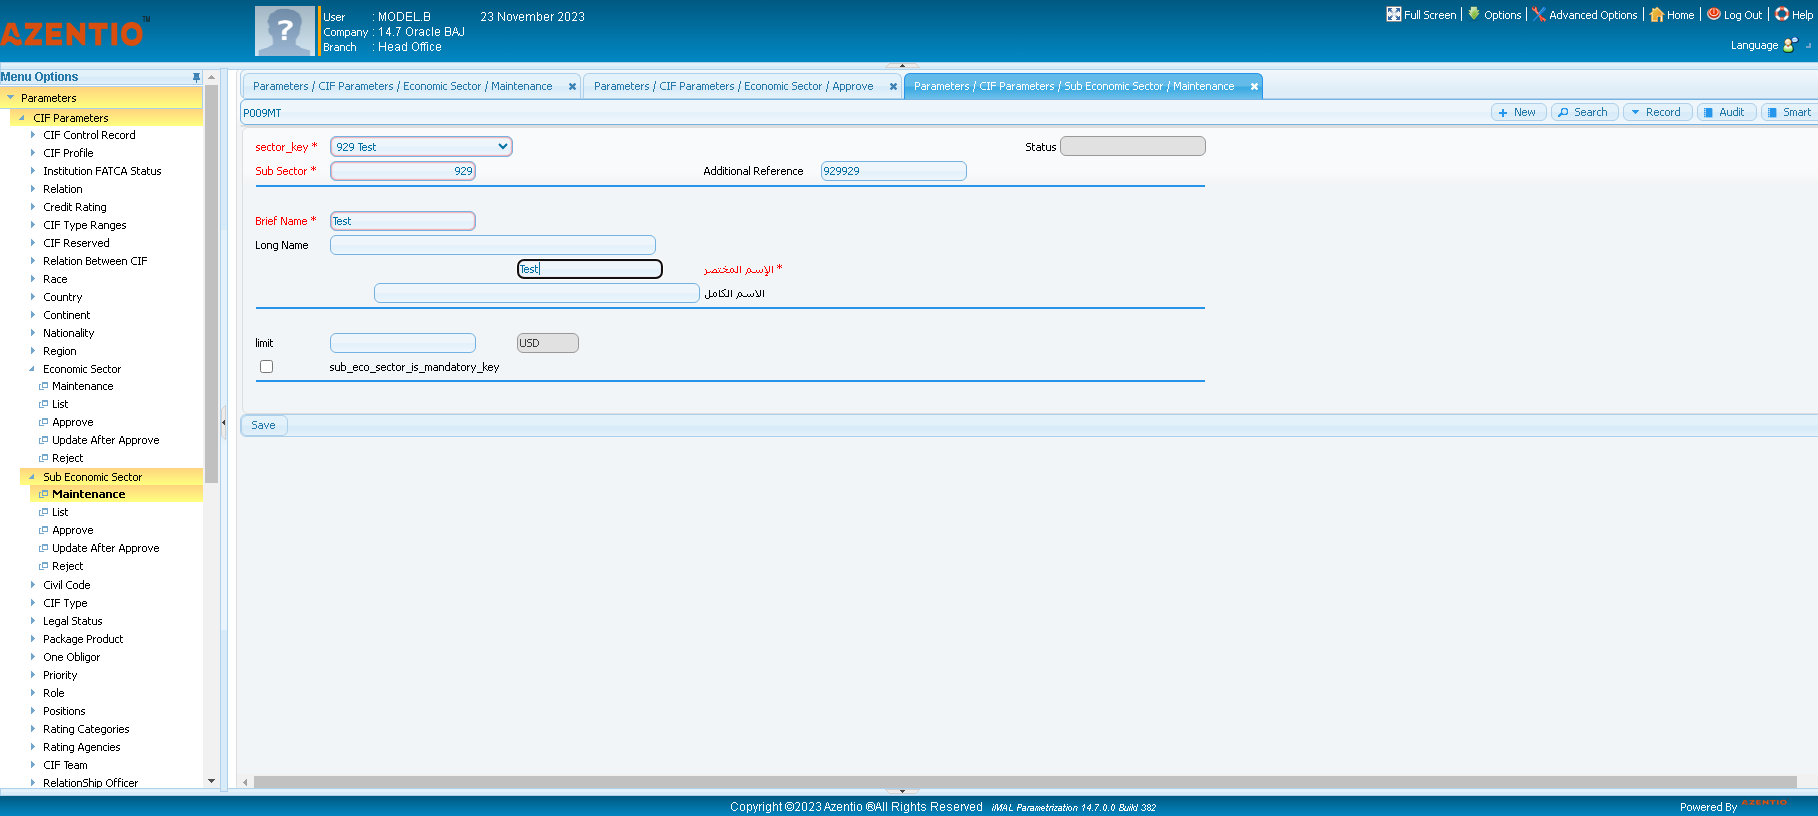 AZENTIO™
User : MODEL.B 23 November 2023
Company : 14.7 Oracle BAJ
Branch : Head Office
Full Screen Options Advanced Options Home Log Out Help
Language
Menu Options
Parameters
CIF Parameters
CIF Control Record
CIF Profile
Institution FATCA Status
Relation
Credit Rating
CIF Type Ranges
CIF Reserved
Relation Between CIF
Race
Country
Continent
Nationality
Region
Economic Sector
Maintenance
List
Approve
Update After Approve
Reject
Sub Economic Sector
Maintenance
List
Approve
Update After Approve
Reject
Civil Code
CIF Type
Legal Status
Package Product
One Obligor
Priority
Role
Positions
Rating Categories
Rating Agencies
CIF Team
RelationShip Officer
Parameters / CIF Parameters / Economic Sector / Maintenance
Parameters / CIF Parameters / Economic Sector / Approve
Parameters / CIF Parameters / Sub Economic Sector / Maintenance
P009MT
New Search Record Audit Smart
sector_key * 929 Test Status
Sub Sector * 929 Additional Reference 929929
Brief Name * Test
Long Name
Test الإسم المختصر *
الاسم الكامل
limit USD
sub_eco_sector_is_mandatory_key
Save
Copyright ©2023 Azentio ®All Rights Reserved iMAL Parametrization 14.7.0.0 Build 382
Powered By AZENTIO